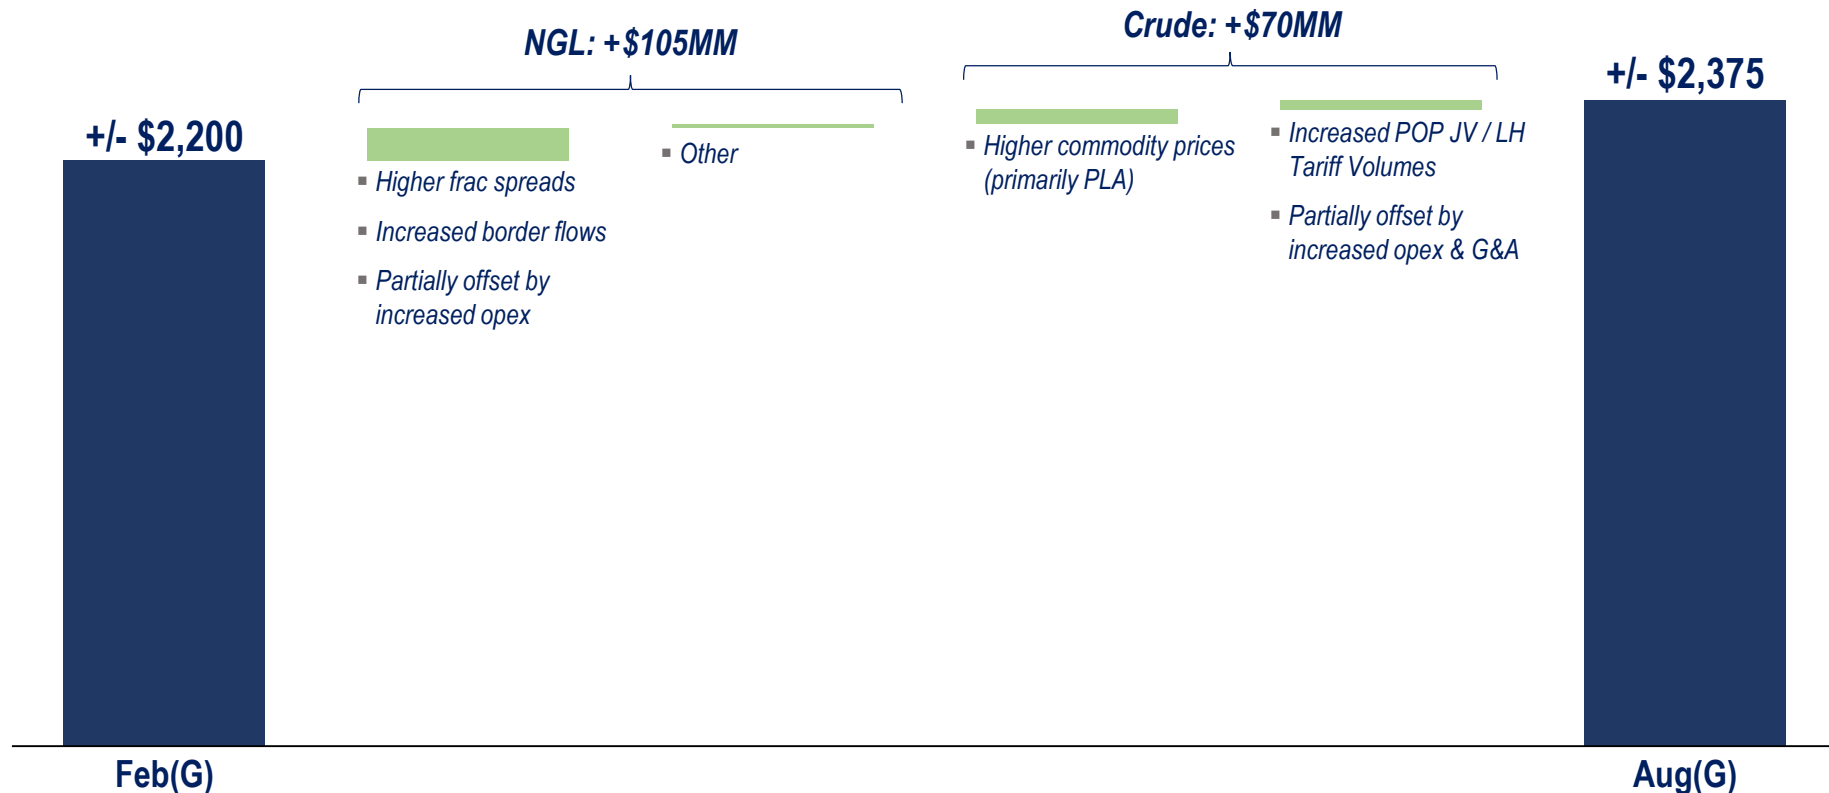 NGL: +$105MM
Crude: +$70MM
+/- $2,200
+/- $2,375
▪ Higher frac spreads
▪ Increased border flows
▪ Partially offset by
increased opex
▪ Other
▪ Higher commodity prices
(primarily PLA)
▪ Increased POP JV / LH
Tariff Volumes
▪ Partially offset by
increased opex & G&A
Feb(G)
Aug(G)